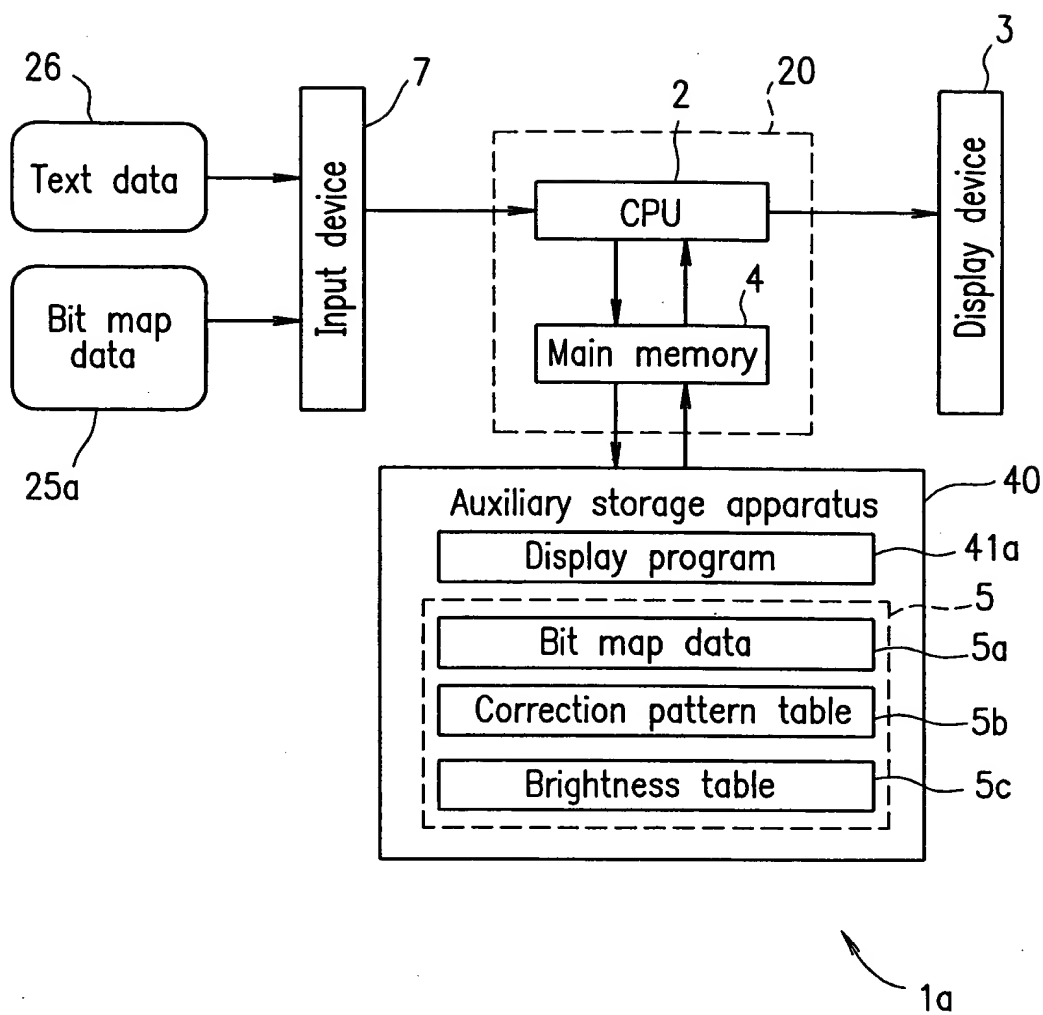 3
26
7
20
2
Text data
Input device
CPU
Display device
4
Bit map
data
Main memory
25a
40
Auxiliary storage apparatus
Display program
41a
5
Bit map data
5a
Correction pattern table
5b
Brightness table
5c
1a